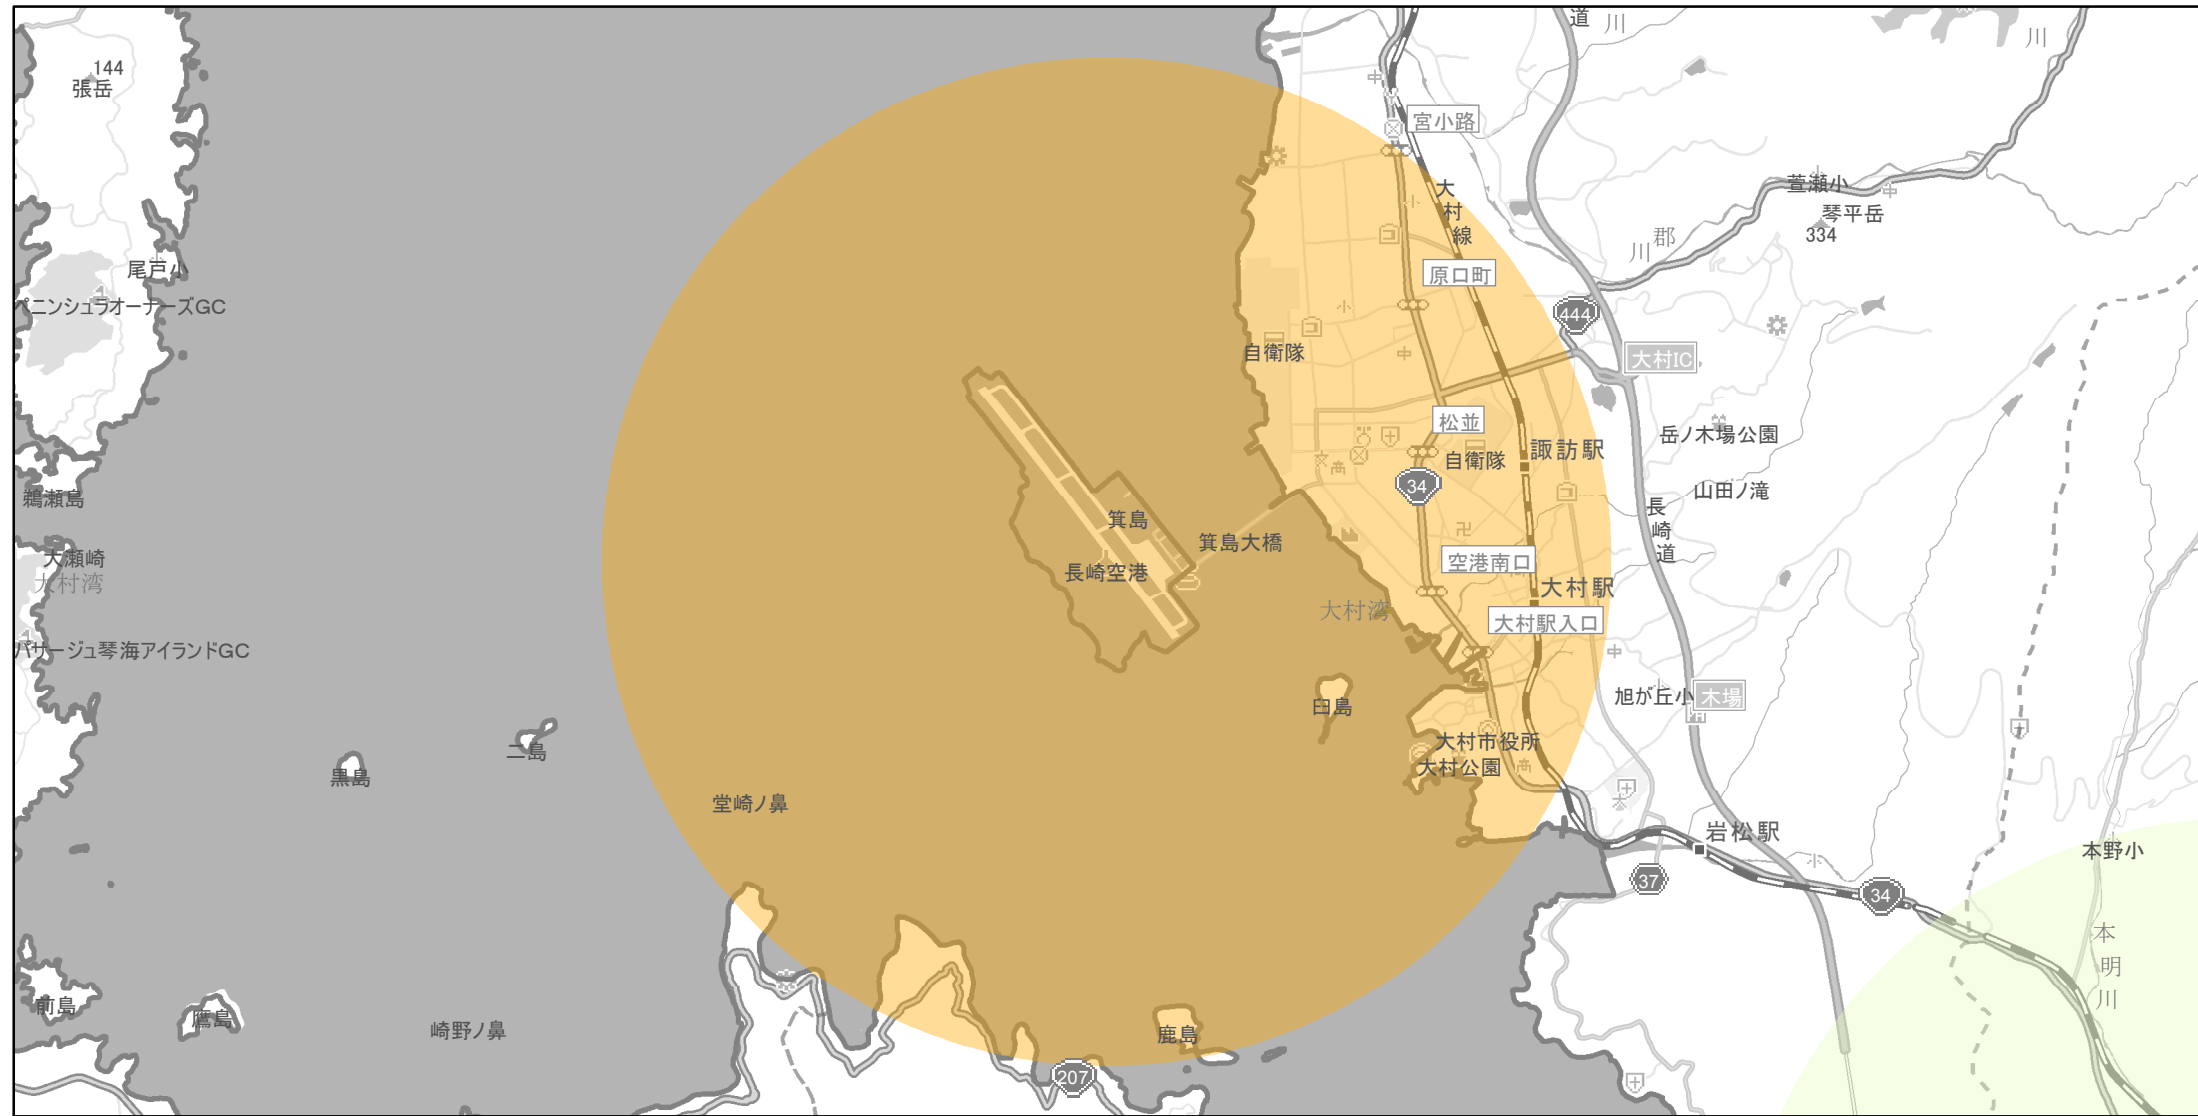 144
張岳
尾戸小
ペニンシュラオーナーズGC
鵜瀬島
大瀬崎
大村湾
パサージュ琴海アイランドGC
黒島
二島
前島
鷹島
崎野ノ鼻
堂崎ノ鼻
箕島
長崎空港
箕島大橋
大村湾
臼島
鹿島
207
道
川
川
宮小路
大村線
萱瀬小
琴平岳
334
郡
川
原口町
444
自衛隊
大村IC
松並
諏訪駅
自衛隊
岳ノ木場公園
34
山田ノ滝
長崎道
空港南口
大村駅
大村駅入口
旭が丘小
木場
大村市役所
大村公園
岩松駅
37
34
本野小
本明川